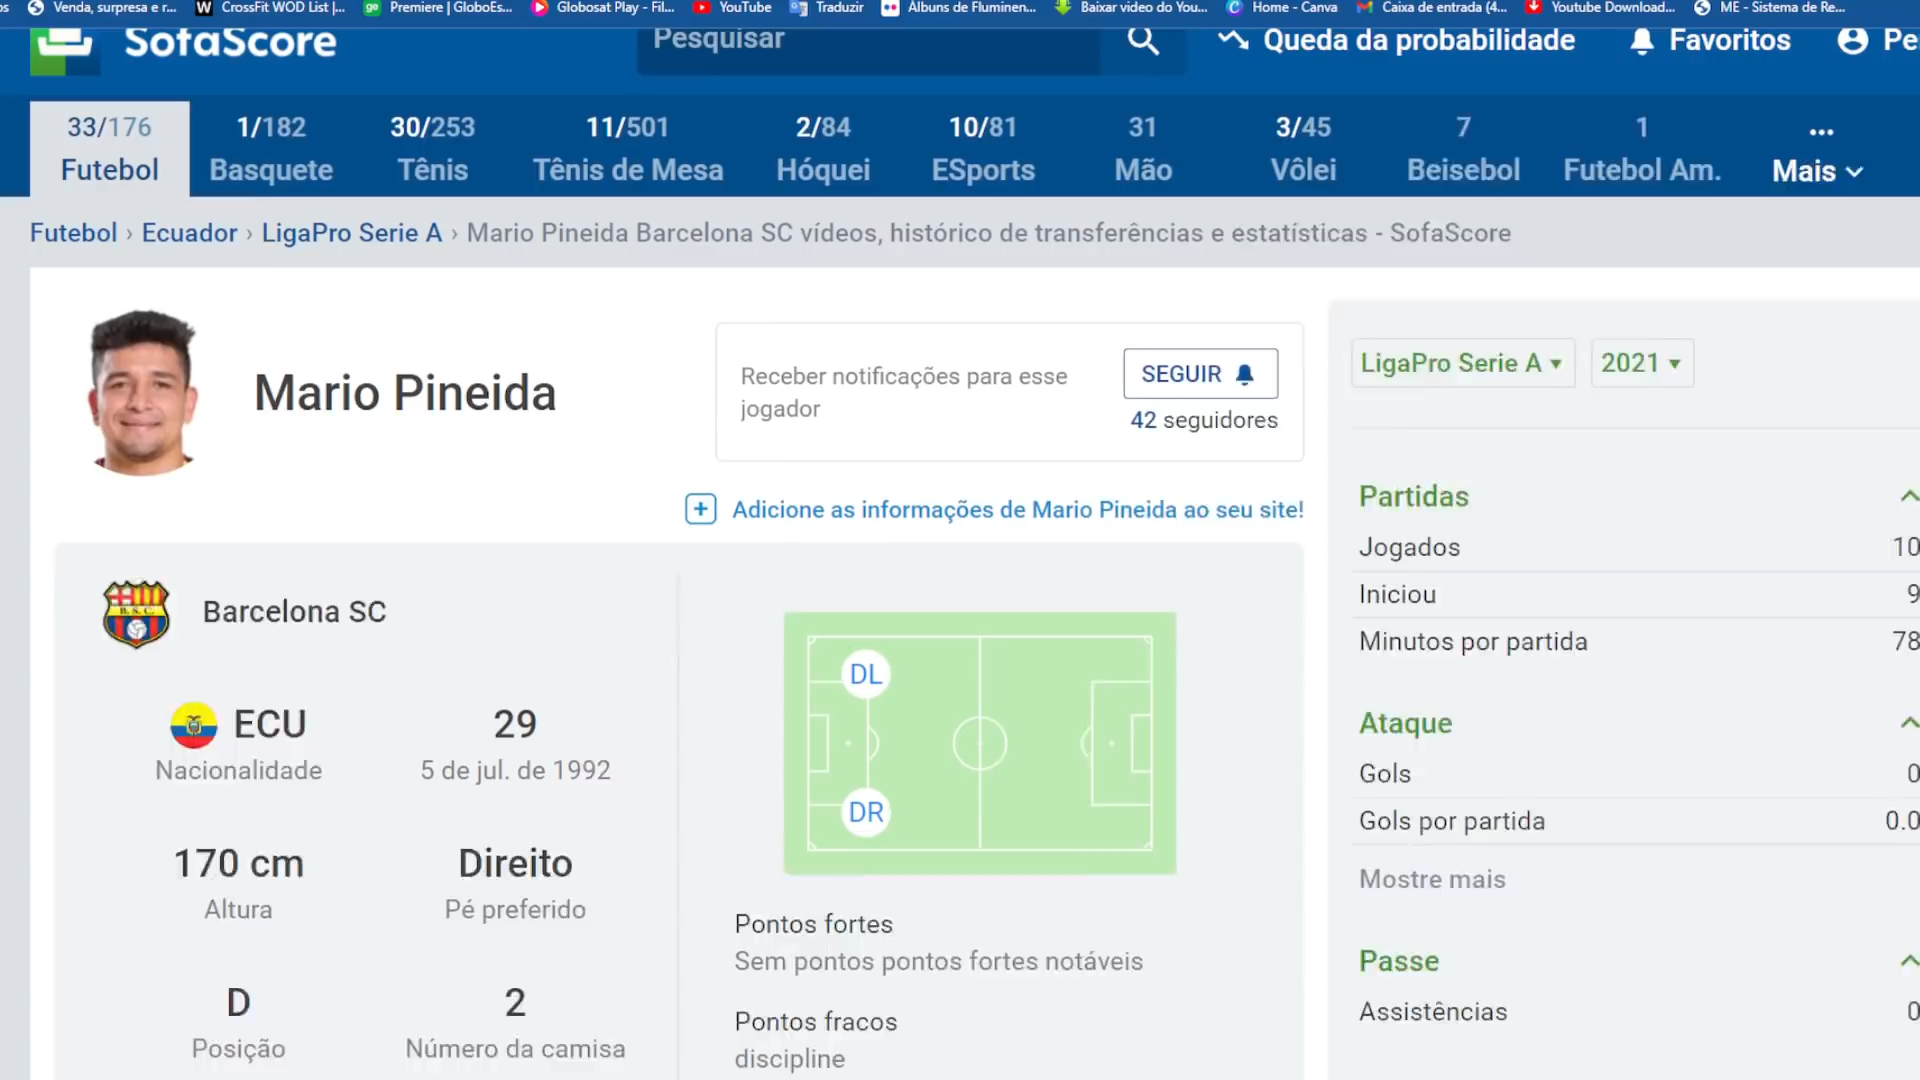 Venda, surpresa e r...
CrossFit WOD List |...
Premiere | GloboEs...
Globosat Play - Fil...
YouTube
Traduzir
Álbuns de Fluminen...
Baixar video do You...
Home - Canva
Caixa de entrada (4...
Youtube Download...
ME - Sistema de Re...
SofaScore
Pesquisar
Queda da probabilidade
Favoritos
33/176
Futebol
1/182
Basquete
30/253
Tênis
11/501
Tênis de Mesa
2/84
Hóquei
10/81
ESports
31
Mão
3/45
Vôlei
7
Beisebol
1
Futebol Am.
...
Mais
Futebol › Ecuador › LigaPro Serie A › Mario Pineida Barcelona SC vídeos, histórico de transferências e estatísticas - SofaScore
Mario Pineida
Receber notificações para esse
jogador
SEGUIR
42 seguidores
Adicione as informações de Mario Pineida ao seu site!
B.S.C.
Barcelona SC
ECU
Nacionalidade
29
5 de jul. de 1992
170 cm
Altura
Direito
Pé preferido
D
Posição
2
Número da camisa
DL
DR
Pontos fortes
Sem pontos pontos fortes notáveis
Pontos fracos
discipline
LigaPro Serie A
2021
Partidas
Jogados 10
Iniciou 9
Minutos por partida 78
Ataque
Gols 0
Gols por partida 0.0
Mostre mais
Passe
Assistências 0